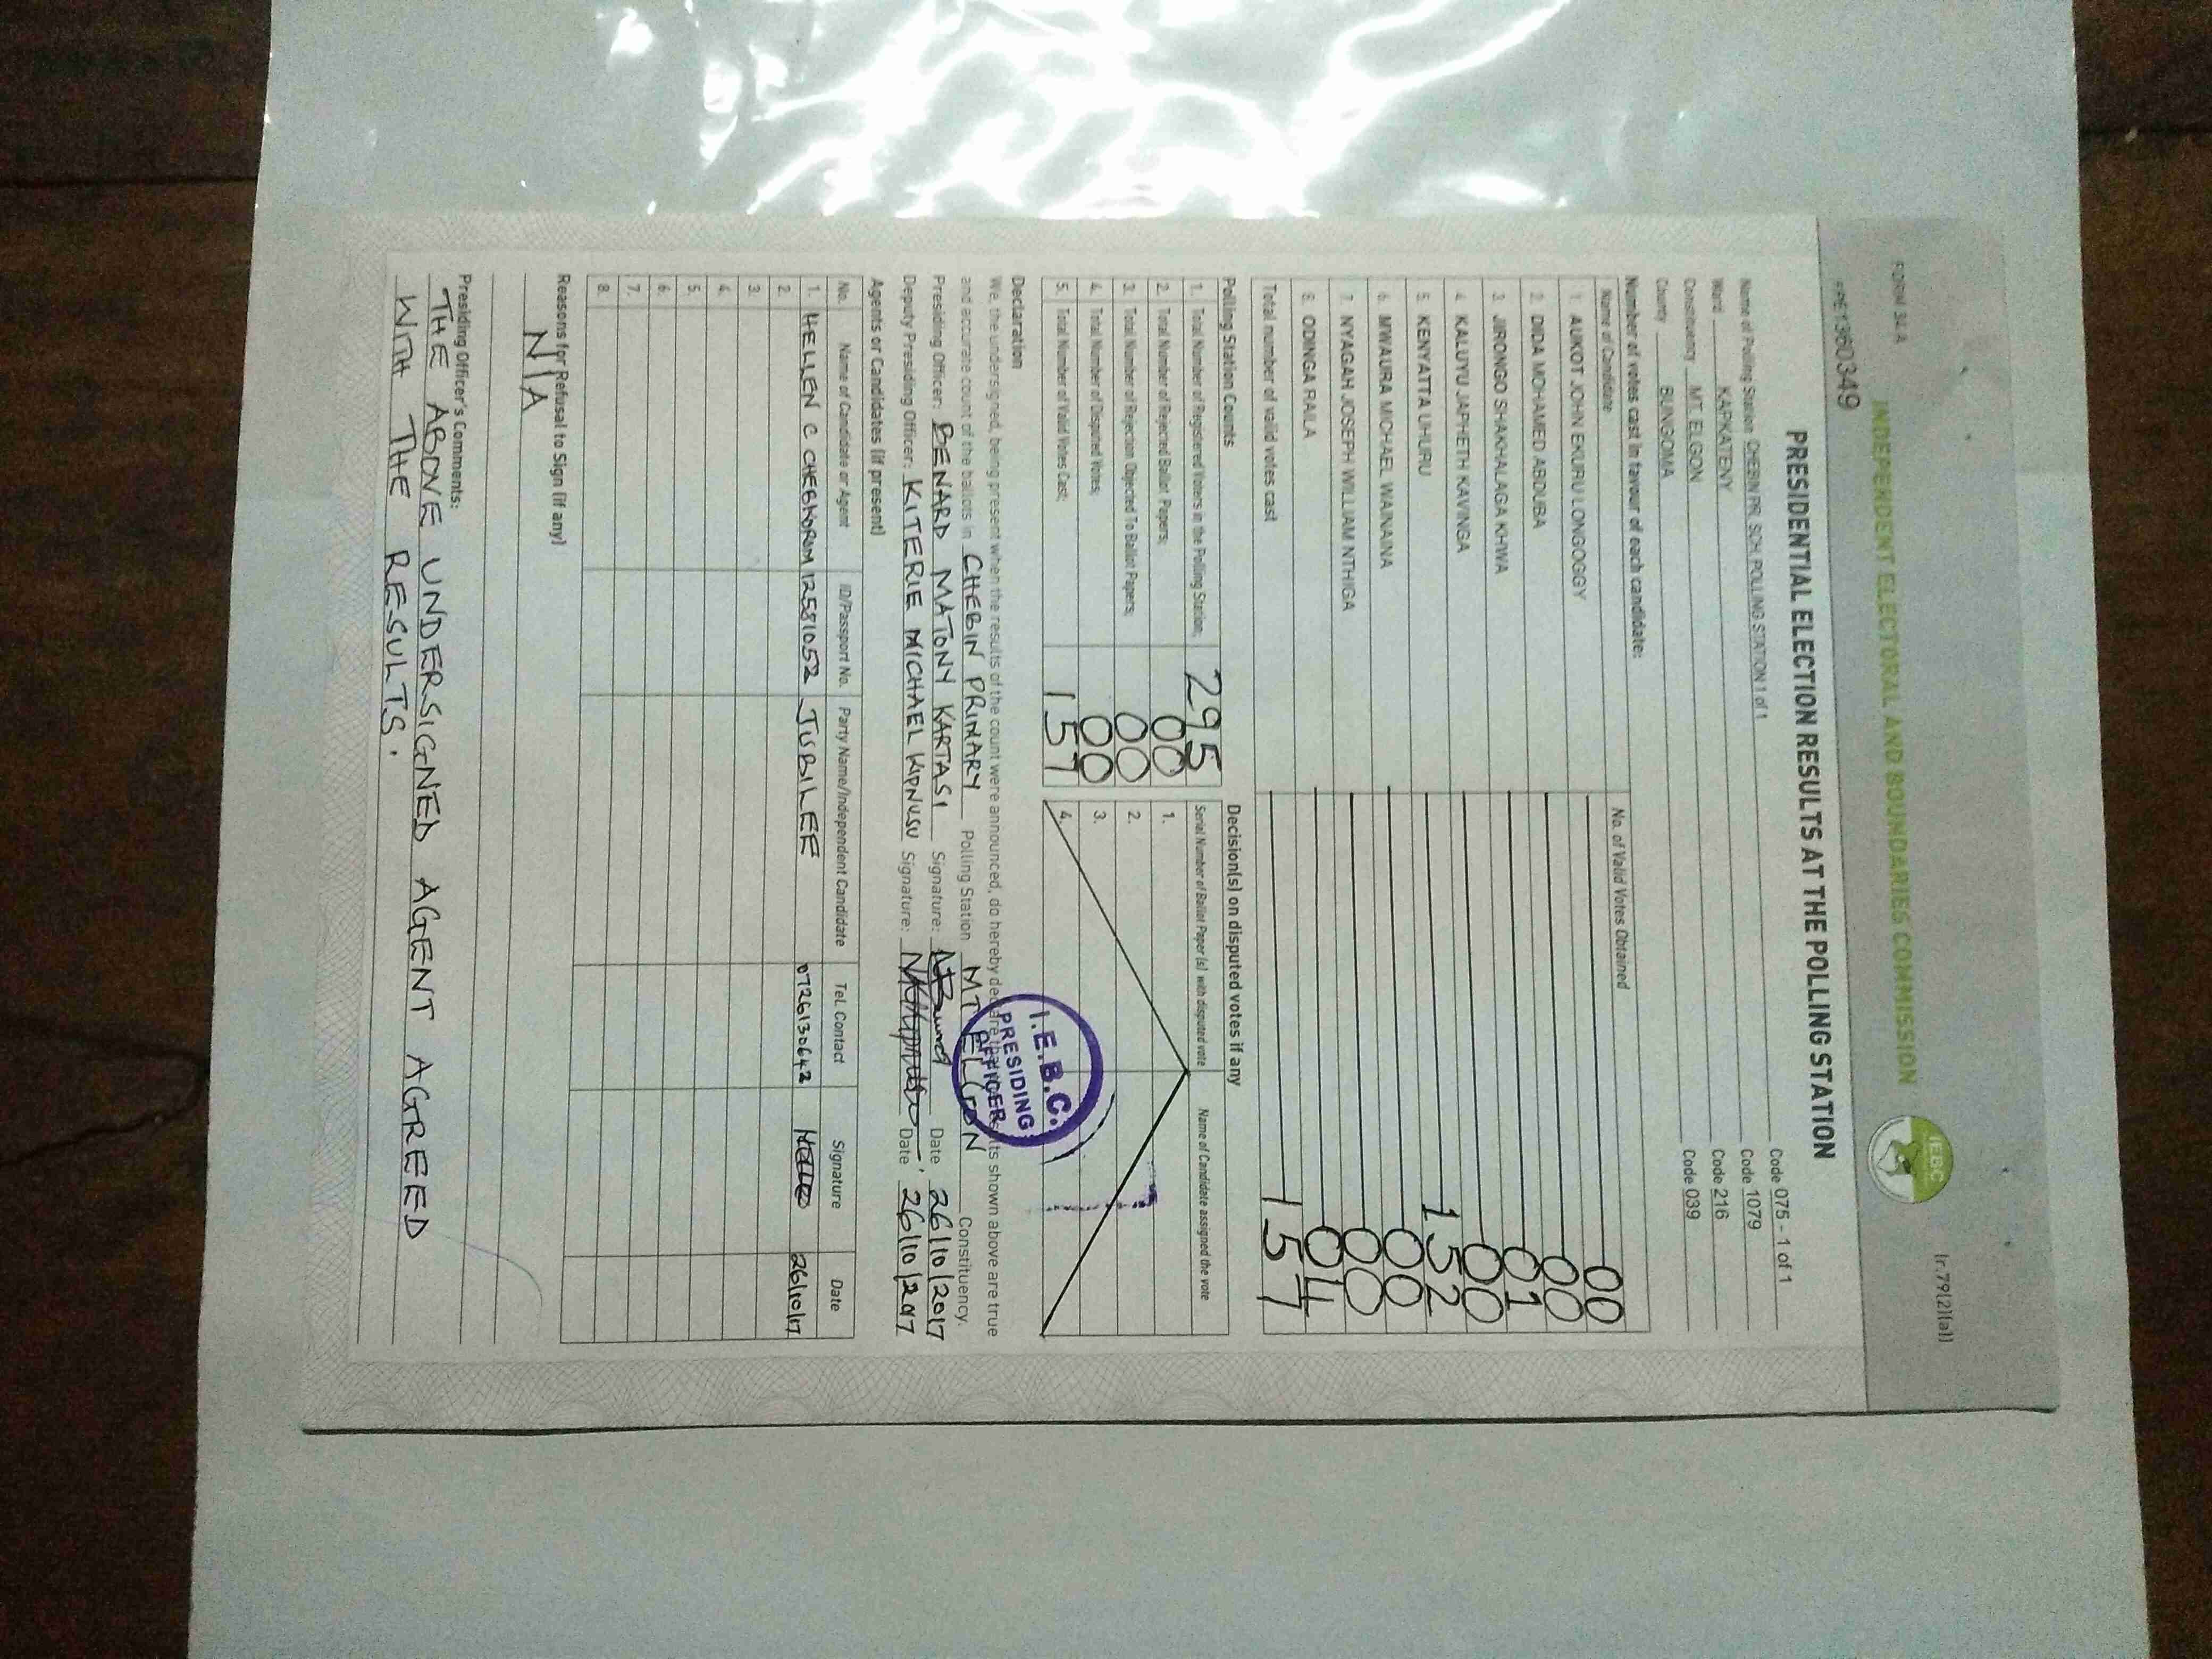 FORM 34 A
Ir.79(2)(a)
INDEPENDENT ELECTORAL AND BOUNDARIES COMMISSION
IEBC
PRESIDENTIAL ELECTION RESULTS AT THE POLLING STATION
Name of Polling Station CHEBIN PR. SCH. POLLING STATION 1 of 1 Code 075 - 1 of 1
Ward KAPKATENY Code 1079
Constituency MT. ELGON Code 216
County BUNGOMA Code 039
Number of votes cast in favour of each candidate:
Name of Candidate No. of Valid Votes Obtained
1. AUKOT JOHN EKURU LONGOGGY 00
2. DIDA MOHAMED ABDUBA 00
3. JIRONGO SHAKHALAGA KHWA 01
4. KALUYU JAPHETH KAVINGA 00
5. KENYATTA UHURU 152
6. MWAURA MICHAEL WAINAINA 00
7. NYAGAH JOSEPH WILLIAM NTHIGA 00
8. ODINGA RAILA 04
Total number of valid votes cast 157
Polling Station Counts Decision(s) on disputed votes if any
1. Total Number of Registered Voters in the Polling Station; 295 Serial Number of Ballot Paper (s) with disputed vote Name of Candidate assigned the vote
2. Total Number of Rejected Ballot Papers; 00 1.
3. Total Number of Rejection Objected To Ballot Papers; 00 2.
4. Total Number of Disputed Votes; 00 3.
5. Total Number of Valid Votes Cast; 157 4.
I.E.B.C.
PRESIDING
OFFICER
Declaration
We, the undersigned, being present when the results of the count were announced, do hereby declare that the results shown above are true
and accurate count of the ballots in CHEBIN PRIMARY Polling Station MT ELGON Constituency.
Presiding Officer: BENARD MATONY KARTASI Signature: Date 26/10/2017
Deputy Presiding Officer: KITERIE MICHAEL KIPNUSU Signature: Date 26/10/2017
Agents or Candidates (if present)
No. Name of Candidate or Agent ID/Passport No. Party Name/Independent Candidate Tel. Contact Signature Date
1. HELLEN C CHEBKOROM 12581052 JUBILEE 0726130642 26/10/17
2.
3.
4.
5.
6.
7.
8.
Reasons for Refusal to Sign (if any)
N/A
Presiding Officer's Comments:
THE ABOVE UNDERSIGNED AGENT AGREED
WITH THE RESULTS.